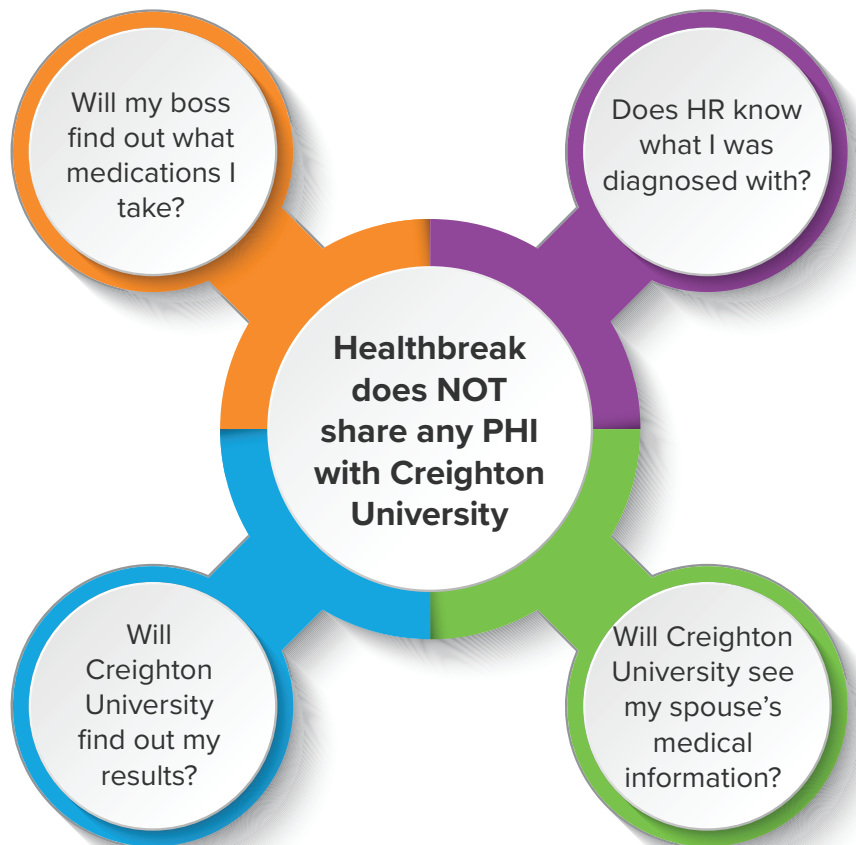 Will my boss
find out what
medications I
take?
Does HR know
what I was
diagnosed with?
Healthbreak
does NOT
share any PHI
with Creighton
University
Will
Creighton
University
find out my
results?
Will Creighton
University see
my spouse’s
medical
information?